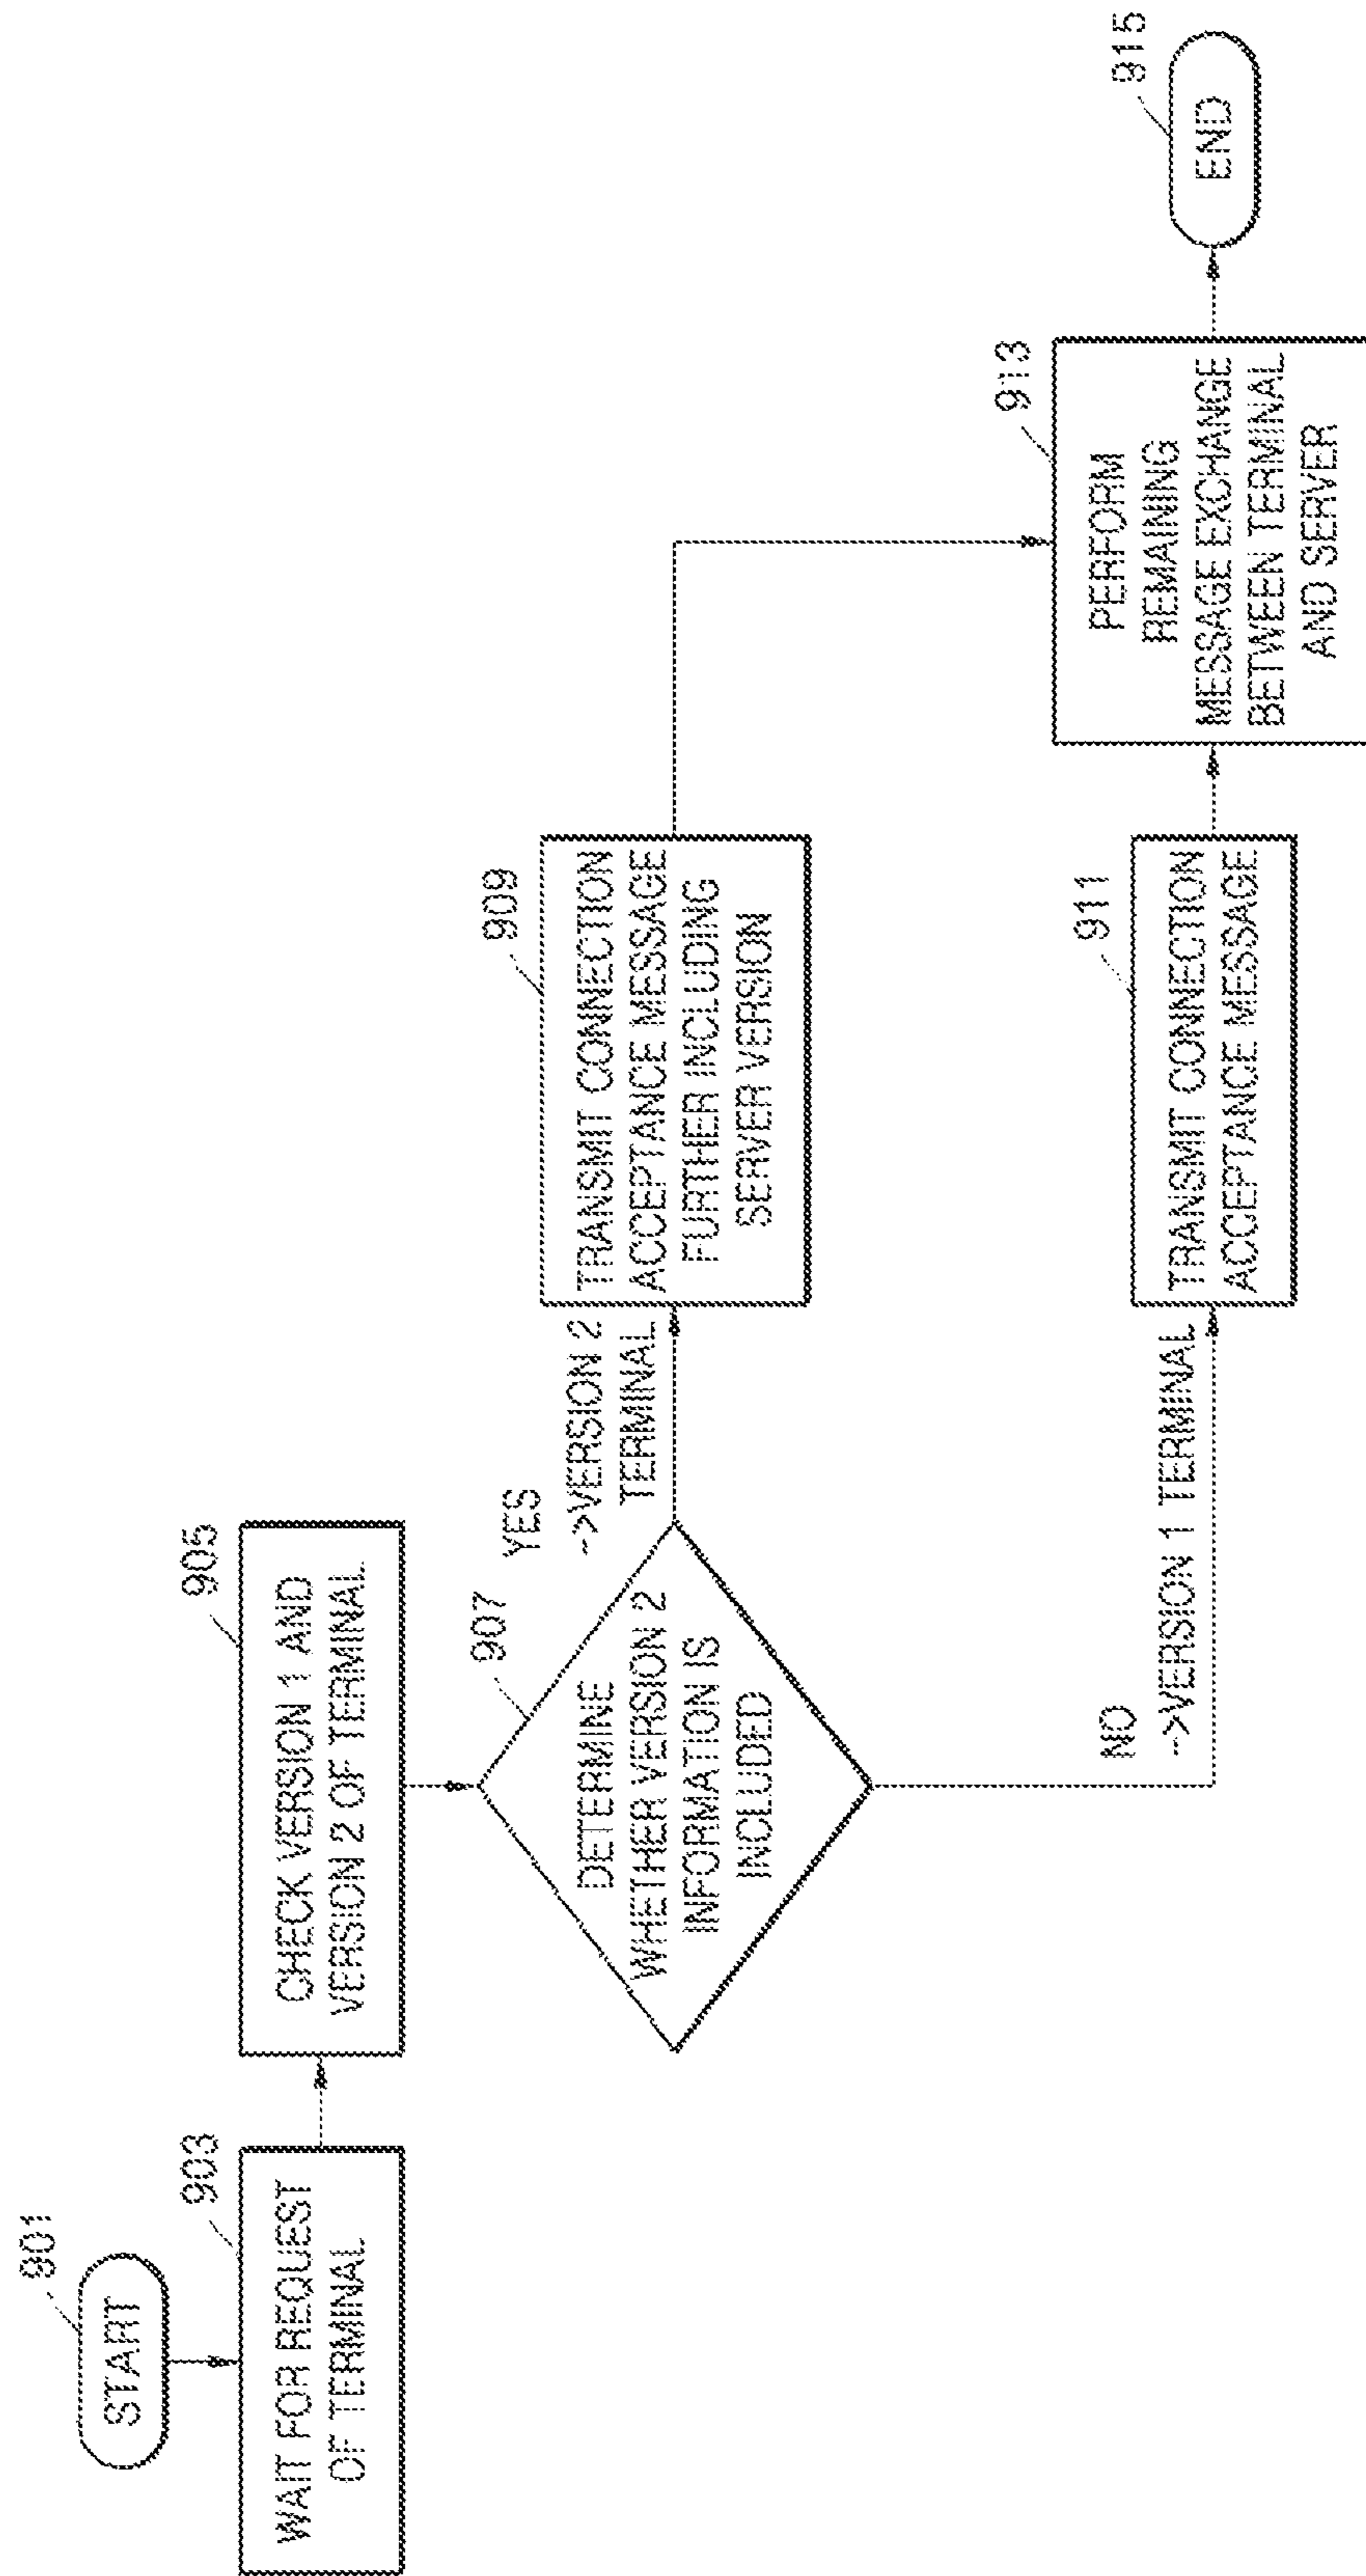 901
START
903
WAIT FOR REQUEST
OF TERMINAL
905
CHECK VERSION 1 AND
VERSION 2 OF TERMINAL
907
DETERMINE
WHETHER VERSION 2
INFORMATION IS
INCLUDED
YES
->VERSION 2
TERMINAL
909
TRANSMIT CONNECTION
ACCEPTANCE MESSAGE
FURTHER INCLUDING
SERVER VERSION
NO
->VERSION 1 TERMINAL
911
TRANSMIT CONNECTION
ACCEPTANCE MESSAGE
913
PERFORM
REMAINING
MESSAGE EXCHANGE
BETWEEN TERMINAL
AND SERVER
915
END